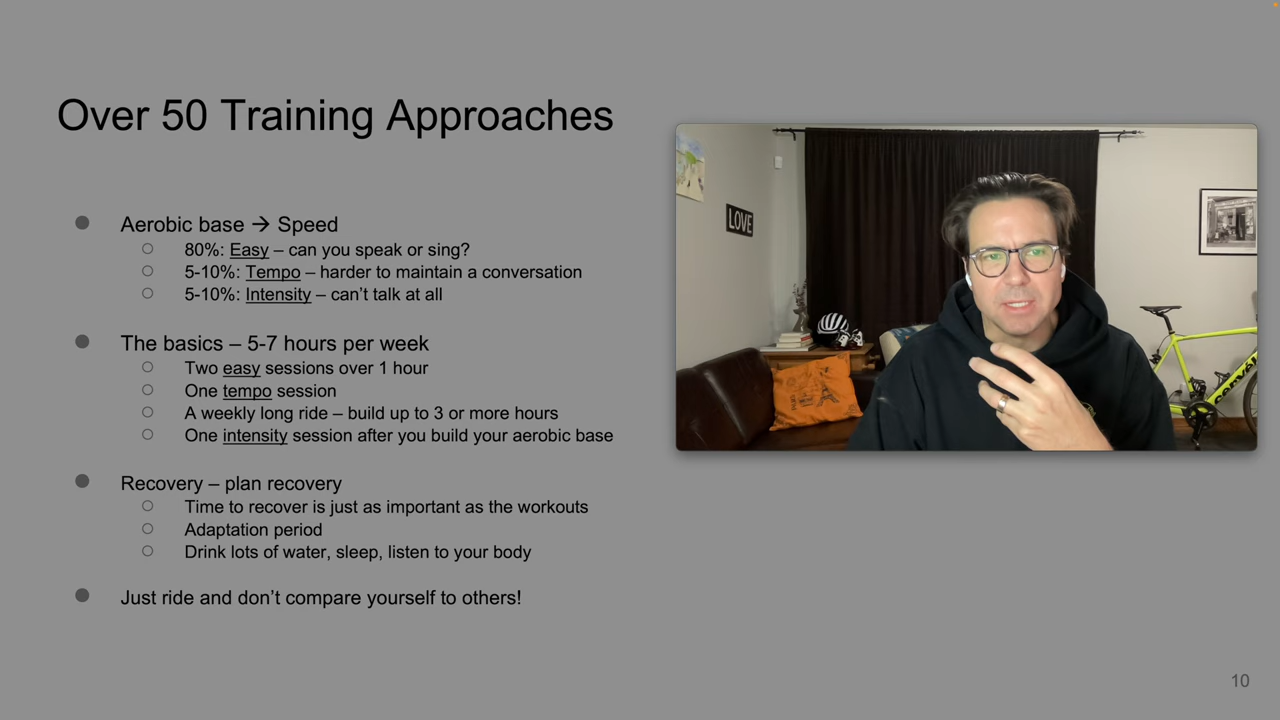 Over 50 Training Approaches
● Aerobic base → Speed
○ 80%: Easy – can you speak or sing?
○ 5-10%: Tempo – harder to maintain a conversation
○ 5-10%: Intensity – can’t talk at all
● The basics – 5-7 hours per week
○ Two easy sessions over 1 hour
○ One tempo session
○ A weekly long ride – build up to 3 or more hours
○ One intensity session after you build your aerobic base
● Recovery – plan recovery
○ Time to recover is just as important as the workouts
○ Adaptation period
○ Drink lots of water, sleep, listen to your body
● Just ride and don’t compare yourself to others!
LOVE
10